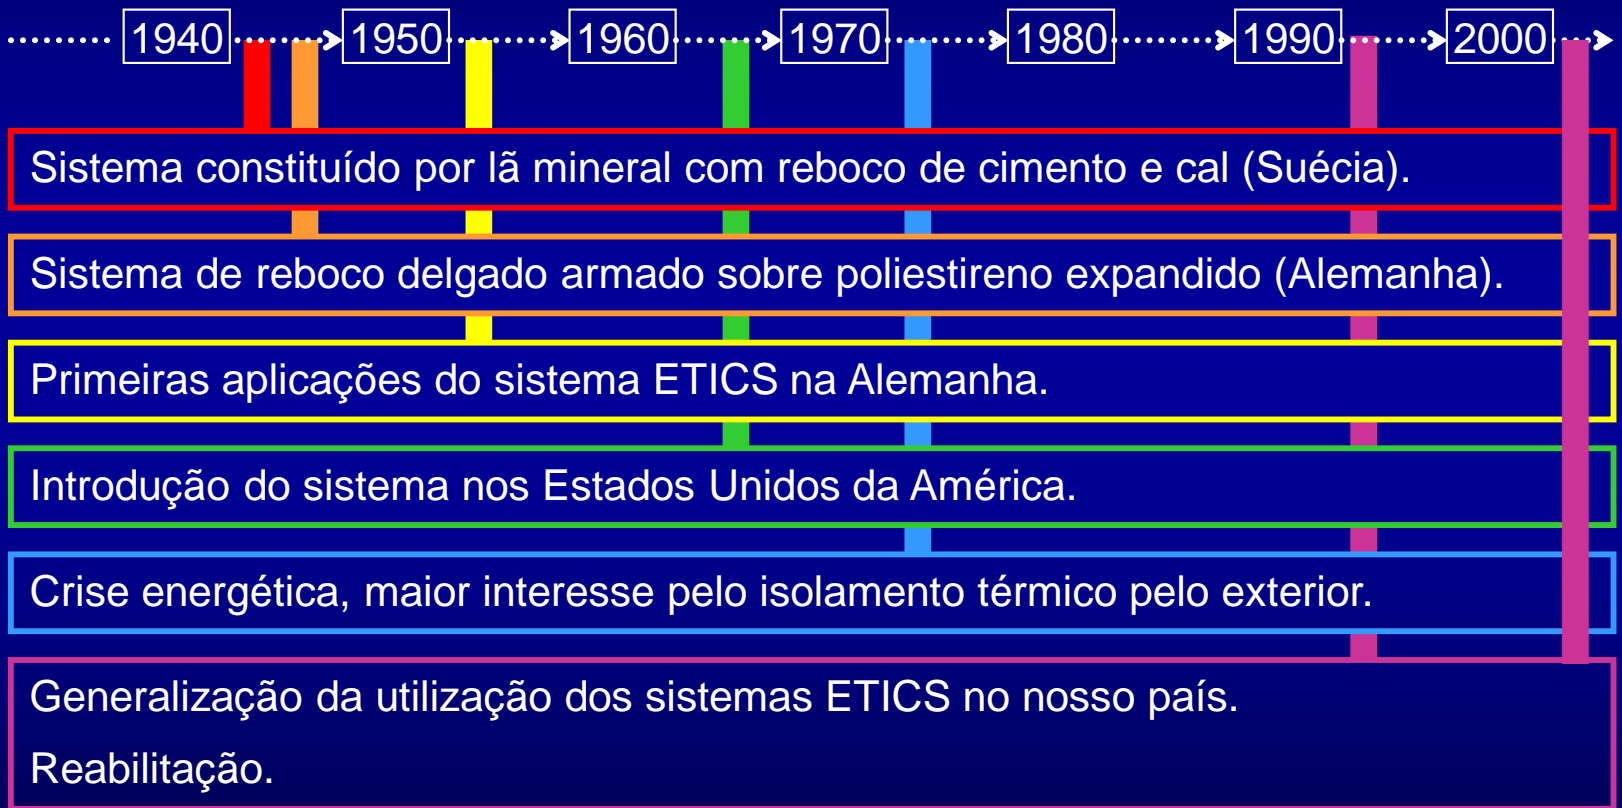 1940 1950 1960 1970 1980 1990 2000
Sistema constituído por lã mineral com reboco de cimento e cal (Suécia).
Sistema de reboco delgado armado sobre poliestireno expandido (Alemanha).
Primeiras aplicações do sistema ETICS na Alemanha.
Introdução do sistema nos Estados Unidos da América.
Crise energética, maior interesse pelo isolamento térmico pelo exterior.
Generalização da utilização dos sistemas ETICS no nosso país.
Reabilitação.